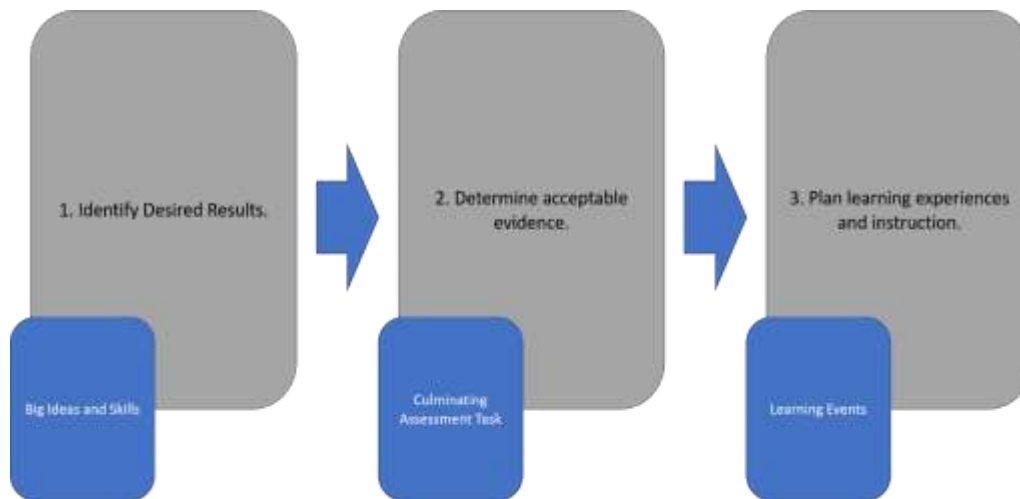 1. Identify Desired Results.
Big Ideas and Skills
2. Determine acceptable
evidence.
Culminating
Assessment Task
3. Plan learning experiences
and instruction.
Learning Events